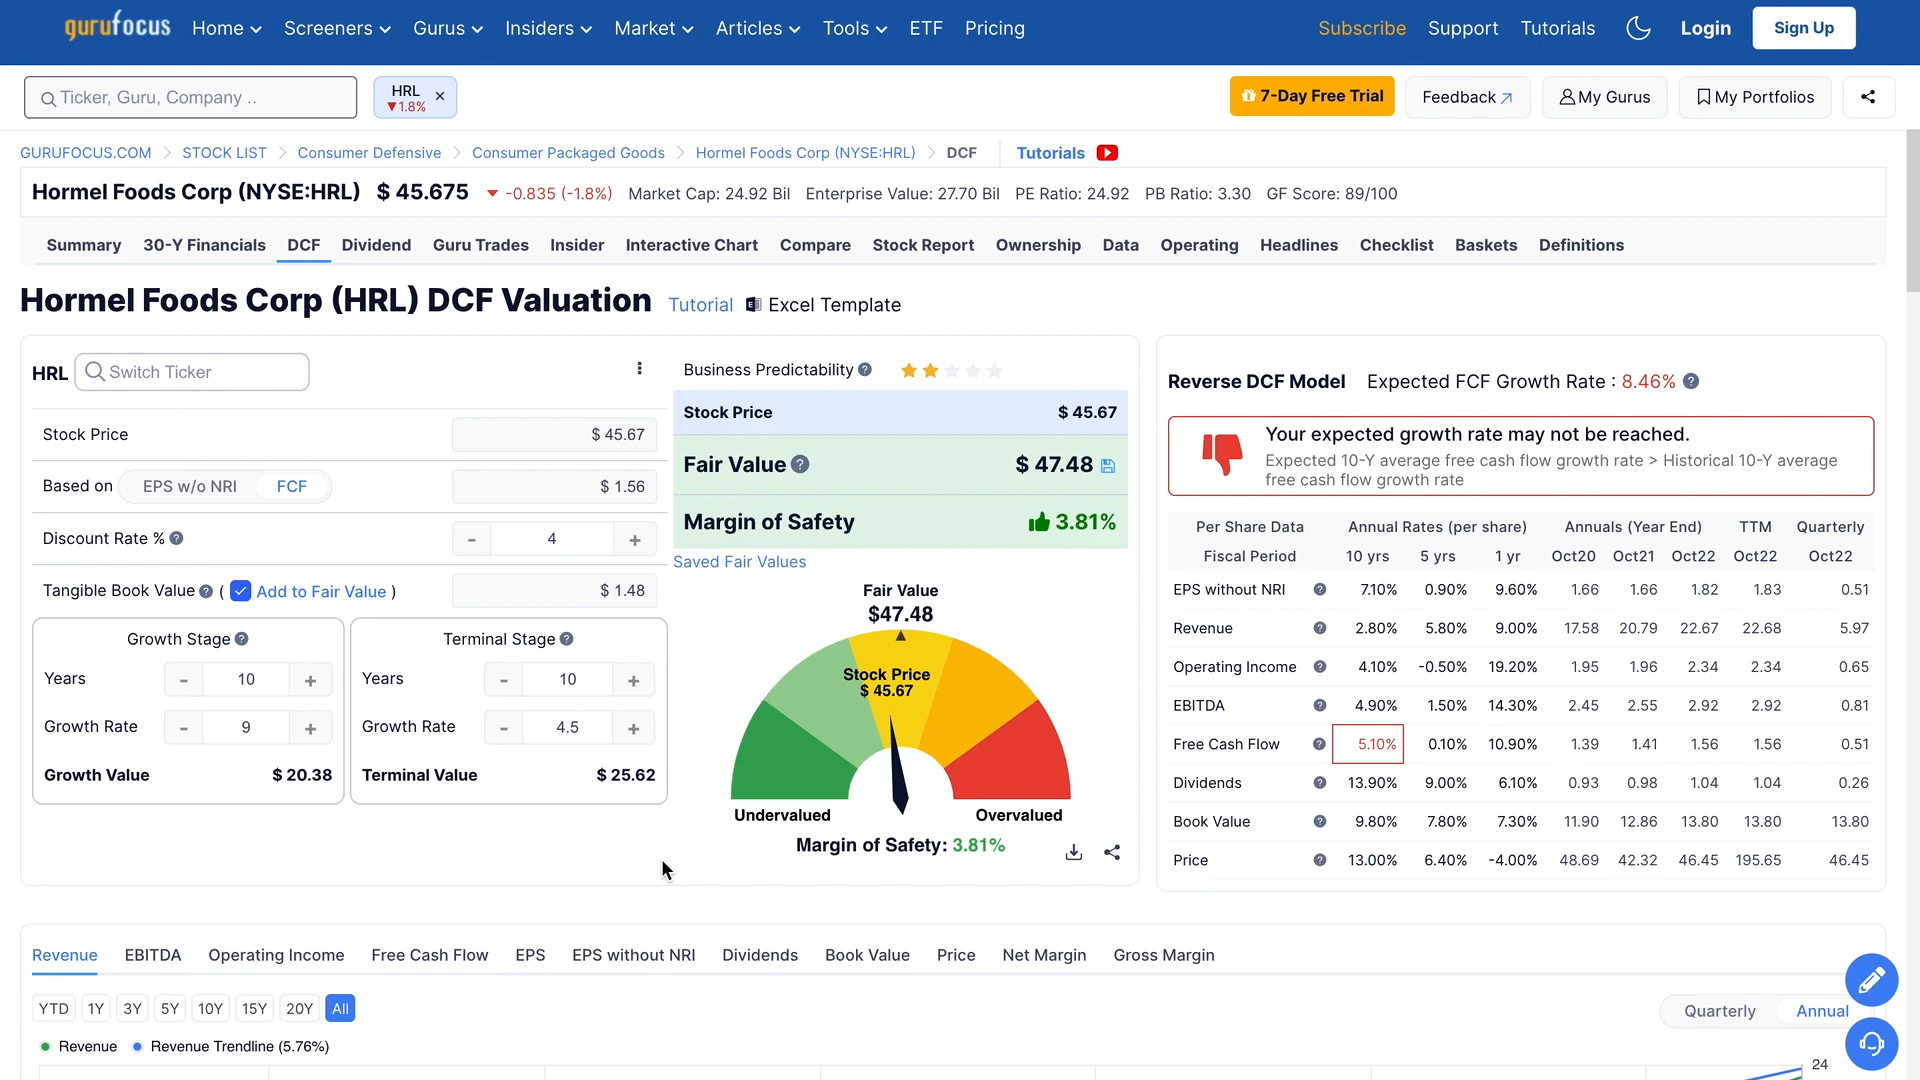 gurufocus Home Screeners Gurus Insiders Market Articles Tools ETF Pricing Subscribe Support Tutorials Login Sign Up
Ticker, Guru, Company .. HRL 7-Day Free Trial Feedback My Gurus My Portfolios
▼1.8%
GURUFOCUS.COM STOCK LIST Consumer Defensive Consumer Packaged Goods Hormel Foods Corp (NYSE:HRL) DCF Tutorials
Hormel Foods Corp (NYSE:HRL) $ 45.675 -0.835 (-1.8%) Market Cap: 24.92 Bil Enterprise Value: 27.70 Bil PE Ratio: 24.92 PB Ratio: 3.30 GF Score: 89/100
Summary 30-Y Financials DCF Dividend Guru Trades Insider Interactive Chart Compare Stock Report Ownership Data Operating Headlines Checklist Baskets Definitions
Hormel Foods Corp (HRL) DCF Valuation Tutorial Excel Template
HRL Switch Ticker
Stock Price $ 45.67
Based on EPS w/o NRI FCF $ 1.56
Discount Rate % - 4 +
Tangible Book Value ( Add to Fair Value ) $ 1.48
Growth Stage
Years - 10 +
Growth Rate - 9 +
Growth Value $ 20.38
Terminal Stage
Years - 10 +
Growth Rate - 4.5 +
Terminal Value $ 25.62
Business Predictability
Stock Price $ 45.67
Fair Value $ 47.48
Margin of Safety 3.81%
Saved Fair Values
Fair Value
$47.48
Stock Price
$ 45.67
Undervalued Overvalued
Margin of Safety: 3.81%
Reverse DCF Model Expected FCF Growth Rate : 8.46%
Your expected growth rate may not be reached.
Expected 10-Y average free cash flow growth rate > Historical 10-Y average
free cash flow growth rate
Per Share Data Annual Rates (per share) Annuals (Year End) TTM Quarterly
Fiscal Period 10 yrs 5 yrs 1 yr Oct20 Oct21 Oct22 Oct22 Oct22
EPS without NRI 7.10% 0.90% 9.60% 1.66 1.66 1.82 1.83 0.51
Revenue 2.80% 5.80% 9.00% 17.58 20.79 22.67 22.68 5.97
Operating Income 4.10% -0.50% 19.20% 1.95 1.96 2.34 2.34 0.65
EBITDA 4.90% 1.50% 14.30% 2.45 2.55 2.92 2.92 0.81
Free Cash Flow 5.10% 0.10% 10.90% 1.39 1.41 1.56 1.56 0.51
Dividends 13.90% 9.00% 6.10% 0.93 0.98 1.04 1.04 0.26
Book Value 9.80% 7.80% 7.30% 11.90 12.86 13.80 13.80 13.80
Price 13.00% 6.40% -4.00% 48.69 42.32 46.45 195.65 46.45
Revenue EBITDA Operating Income Free Cash Flow EPS EPS without NRI Dividends Book Value Price Net Margin Gross Margin
YTD 1Y 3Y 5Y 10Y 15Y 20Y All Quarterly Annual
Revenue Revenue Trendline (5.76%)
24